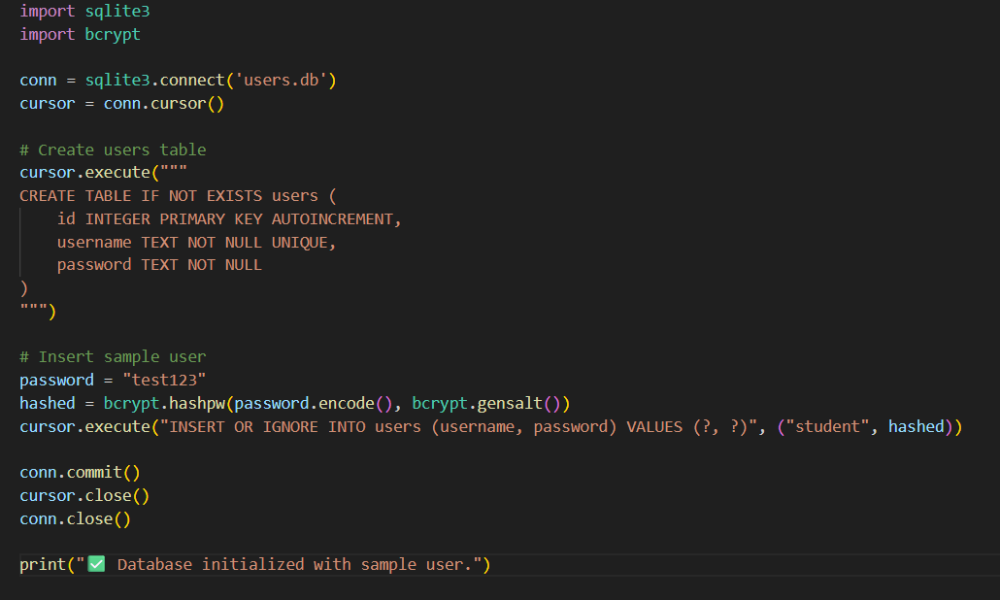 import sqlite3
import bcrypt
conn = sqlite3.connect('users.db')
cursor = conn.cursor()
# Create users table
cursor.execute("""
CREATE TABLE IF NOT EXISTS users (
    id INTEGER PRIMARY KEY AUTOINCREMENT,
    username TEXT NOT NULL UNIQUE,
    password TEXT NOT NULL
)
""")
# Insert sample user
password = "test123"
hashed = bcrypt.hashpw(password.encode(), bcrypt.gensalt())
cursor.execute("INSERT OR IGNORE INTO users (username, password) VALUES (?, ?)", ("student", hashed))
conn.commit()
cursor.close()
conn.close()
print("✅ Database initialized with sample user.")